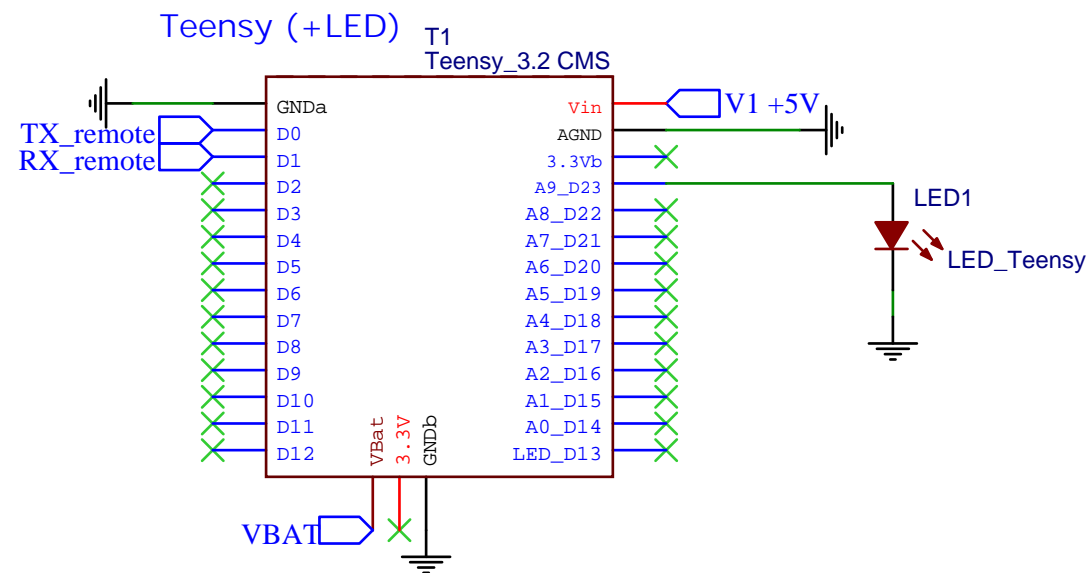 Teensy (+LED)
T1
Teensy_3.2 CMS
GNDa
Vin
V1 +5V
TX_remote
D0
AGND
RX_remote
D1
3.3Vb
D2
A9_D23
LED1
D3
A8_D22
D4
A7_D21
LED_Teensy
D5
A6_D20
D6
A5_D19
D7
A4_D18
D8
A3_D17
D9
A2_D16
D10
A1_D15
D11
A0_D14
D12
LED_D13
VBat
3.3V
GNDb
VBAT